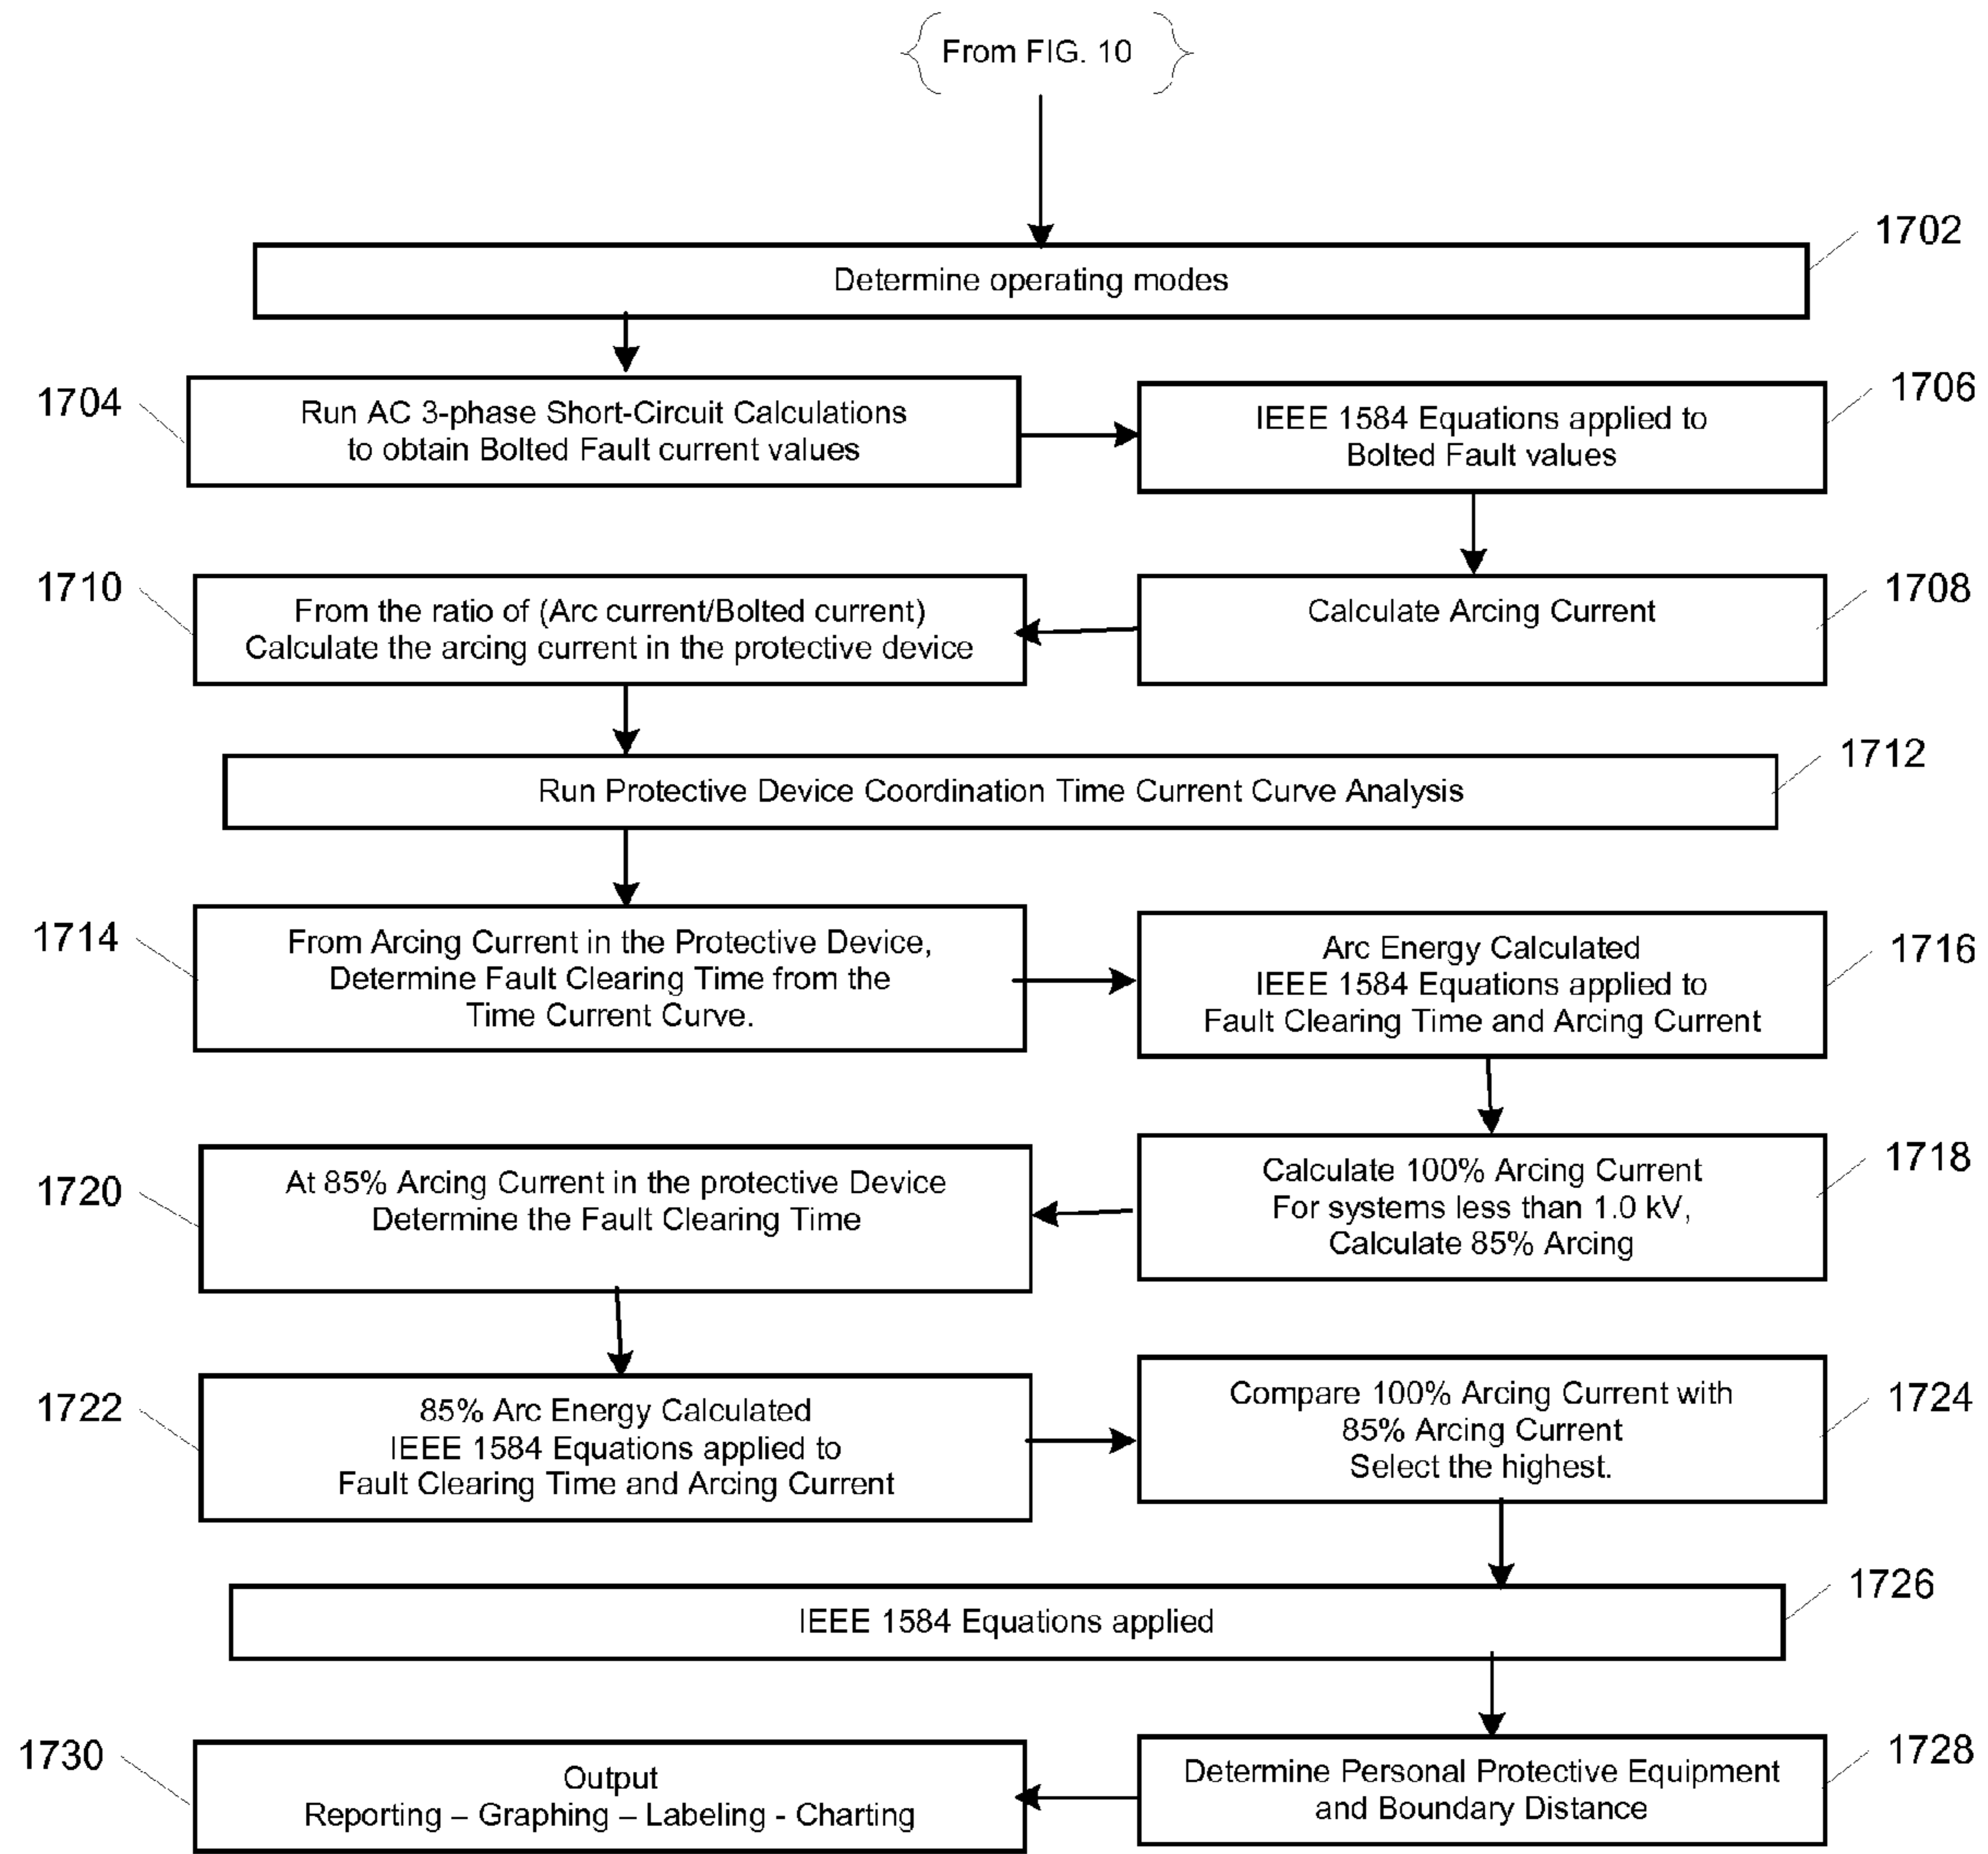 From FIG. 10
1702
Determine operating modes
1704
Run AC 3-phase Short-Circuit Calculations
to obtain Bolted Fault current values
1706
IEEE 1584 Equations applied to
Bolted Fault values
1710
From the ratio of (Arc current/Bolted current)
Calculate the arcing current in the protective device
1708
Calculate Arcing Current
1712
Run Protective Device Coordination Time Current Curve Analysis
1714
From Arcing Current in the Protective Device,
Determine Fault Clearing Time from the
Time Current Curve.
1716
Arc Energy Calculated
IEEE 1584 Equations applied to
Fault Clearing Time and Arcing Current
1720
At 85% Arcing Current in the protective Device
Determine the Fault Clearing Time
1718
Calculate 100% Arcing Current
For systems less than 1.0 kV,
Calculate 85% Arcing
1722
85% Arc Energy Calculated
IEEE 1584 Equations applied to
Fault Clearing Time and Arcing Current
1724
Compare 100% Arcing Current with
85% Arcing Current
Select the highest.
1726
IEEE 1584 Equations applied
1730
Output
Reporting – Graphing – Labeling - Charting
1728
Determine Personal Protective Equipment
and Boundary Distance